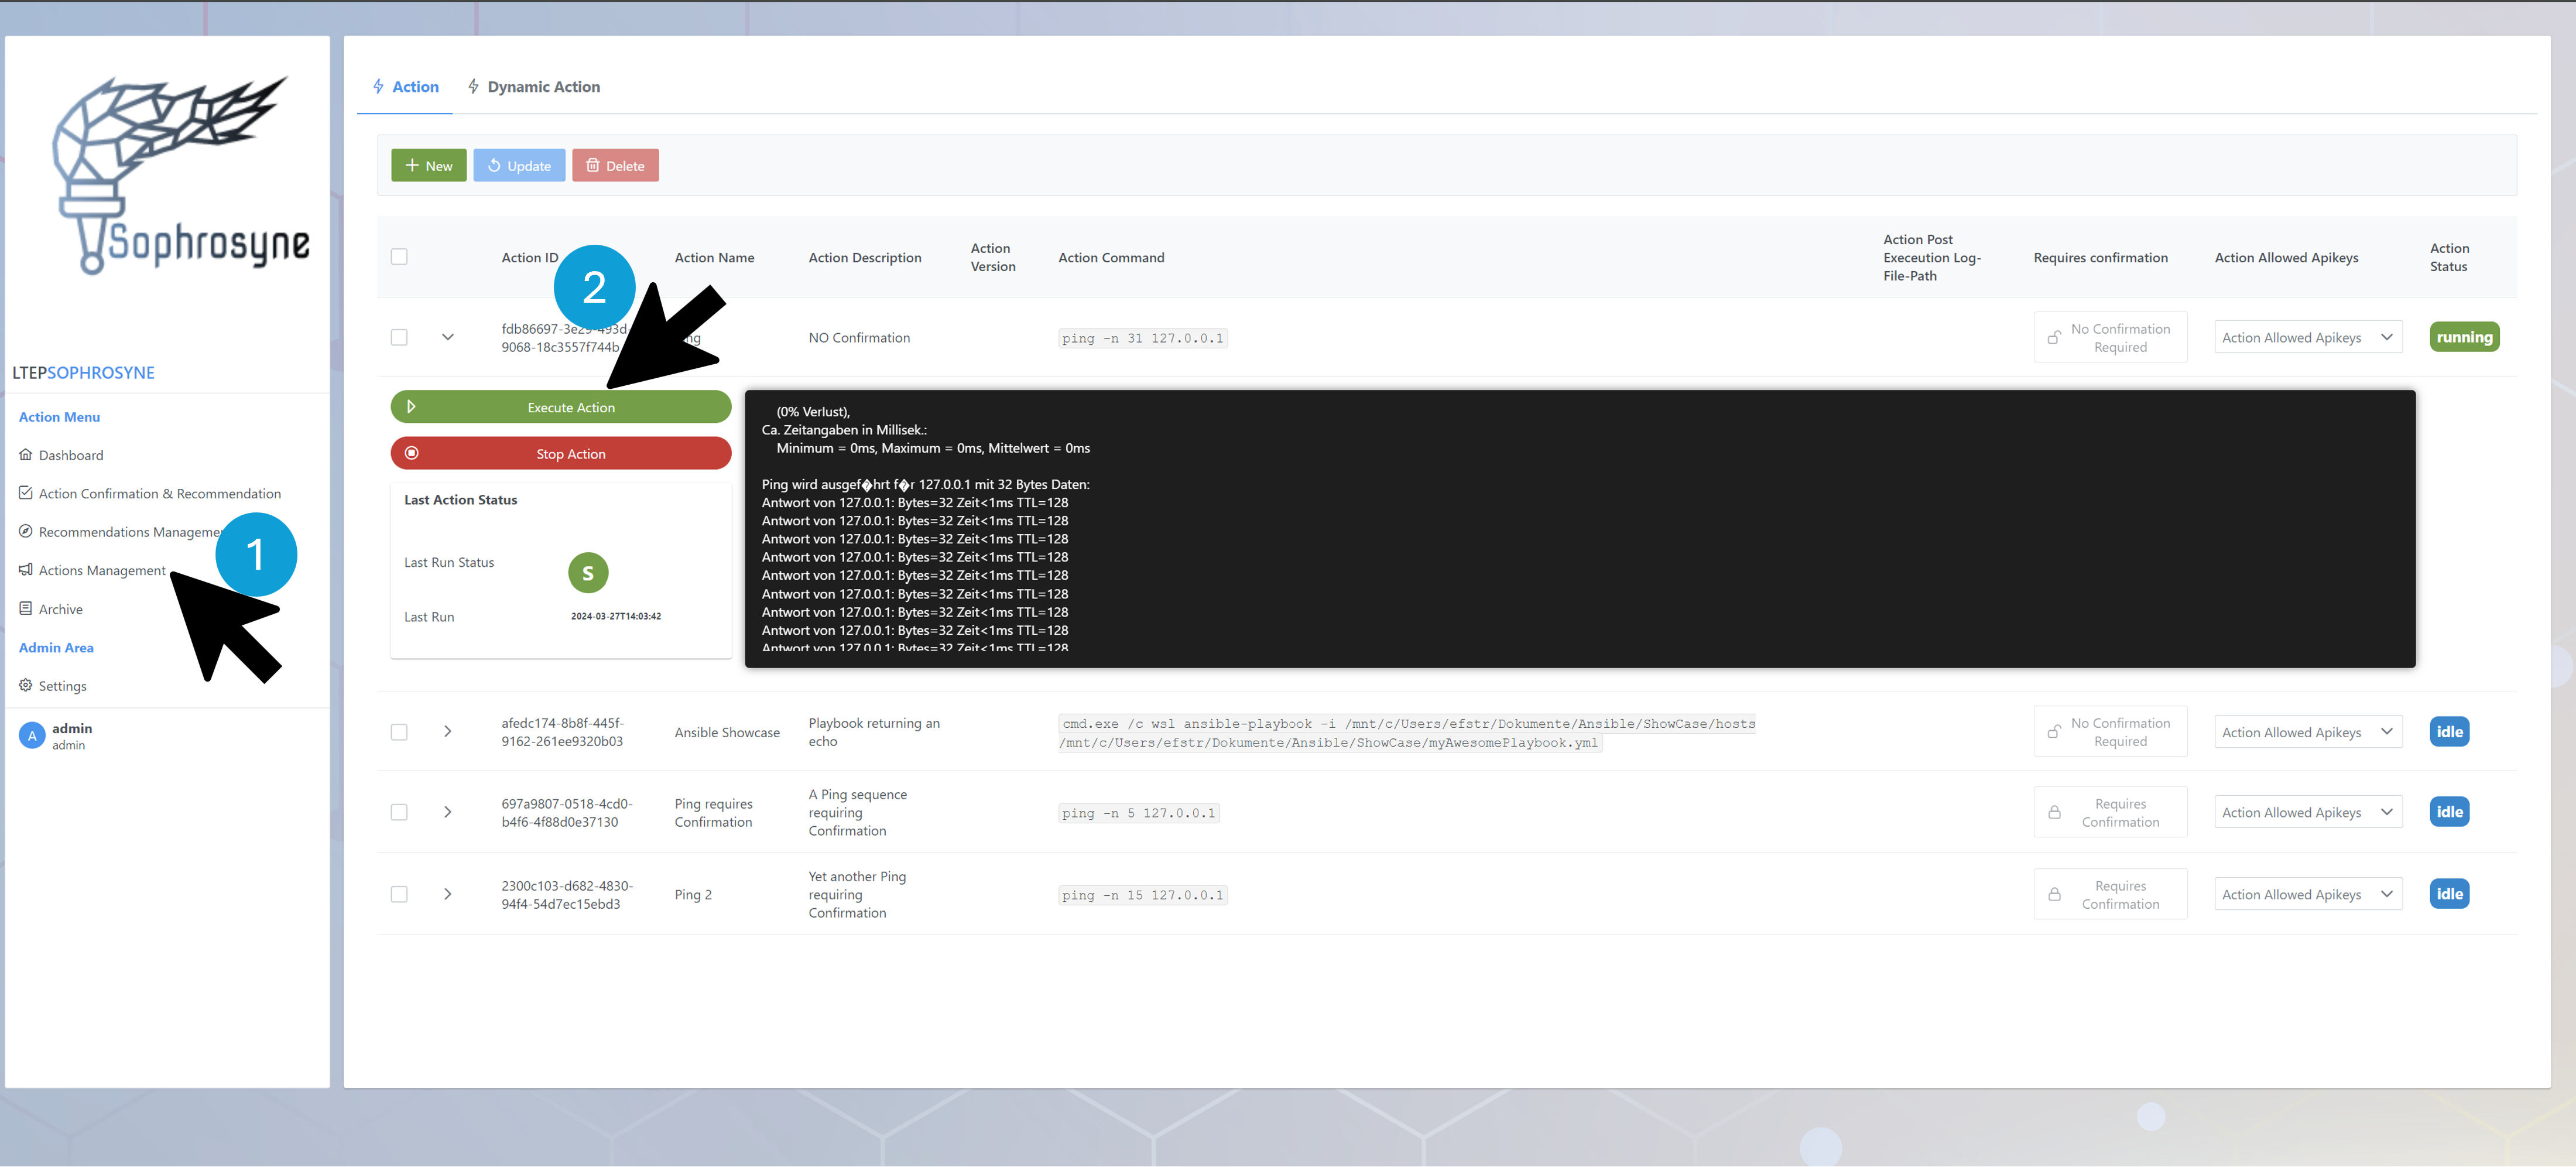 Sophrosyne
LTEPSOPHROSYNE
Action Menu
Dashboard
Action Confirmation & Recommendation
Recommendations
1
Actions Management
Archive
Admin Area
Settings
A
admin
admin
Action
Dynamic Action
New
Update
Delete
Action ID
Action Name
Action Description
Action
Version
Action Command
Action Post
Execution Log-
File-Path
Requires confirmation
Action Allowed Apikeys
Action
Status
2
fdb86697-3e29-493d-
9068-18c3557f744b
NO Confirmation
ping -n 31 127.0.0.1
No Confirmation
Required
Action Allowed Apikeys
running
Execute Action
Stop Action
Last Action Status
Last Run Status
S
Last Run
2024-03-27T14:03:42
(0% Verlust),
Ca. Zeitangaben in Millisek.:
Minimum = 0ms, Maximum = 0ms, Mittelwert = 0ms
Ping wird ausgef�hrt f�r 127.0.0.1 mit 32 Bytes Daten:
Antwort von 127.0.0.1: Bytes=32 Zeit<1ms TTL=128
Antwort von 127.0.0.1: Bytes=32 Zeit<1ms TTL=128
Antwort von 127.0.0.1: Bytes=32 Zeit<1ms TTL=128
Antwort von 127.0.0.1: Bytes=32 Zeit<1ms TTL=128
Antwort von 127.0.0.1: Bytes=32 Zeit<1ms TTL=128
Antwort von 127.0.0.1: Bytes=32 Zeit<1ms TTL=128
Antwort von 127.0.0.1: Bytes=32 Zeit<1ms TTL=128
Antwort von 127.0.0.1: Bytes=32 Zeit<1ms TTL=128
Antwort von 127.0.0.1: Bytes=32 Zeit<1ms TTL=128
afedc174-8b8f-445f-
9162-261ee9320b03
Ansible Showcase
Playbook returning an
echo
cmd.exe /c wsl ansible-playbook -i /mnt/c/Users/efstr/Dokumente/Ansible/ShowCase/hosts
/mnt/c/Users/efstr/Dokumente/Ansible/ShowCase/myAwesomePlaybook.yml
No Confirmation
Required
Action Allowed Apikeys
idle
697a9807-0518-4cd0-
b4f6-4f88d0e37130
Ping requires
Confirmation
A Ping sequence
requiring
Confirmation
ping -n 5 127.0.0.1
Requires
Confirmation
Action Allowed Apikeys
idle
2300c103-d682-4830-
94f4-54d7ec15ebd3
Ping 2
Yet another Ping
requiring
Confirmation
ping -n 15 127.0.0.1
Requires
Confirmation
Action Allowed Apikeys
idle